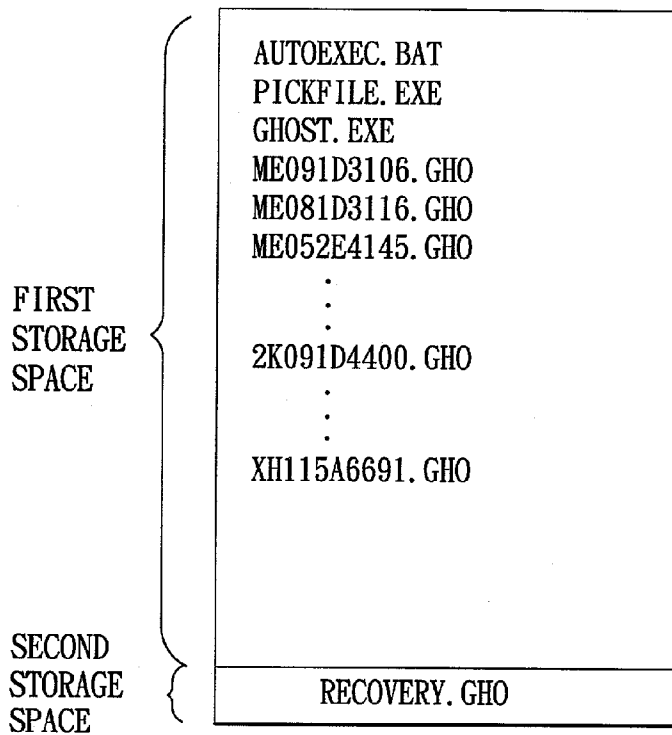 AUTOEXEC.BAT
PICKFILE.EXE
GHOST.EXE
ME091D3106.GHO
ME081D3116.GHO
ME052E4145.GHO
.
.
.
2K091D4400.GHO
.
.
.
XH115A6691.GHO
FIRST
STORAGE
SPACE
SECOND
STORAGE
SPACE
RECOVERY.GHO